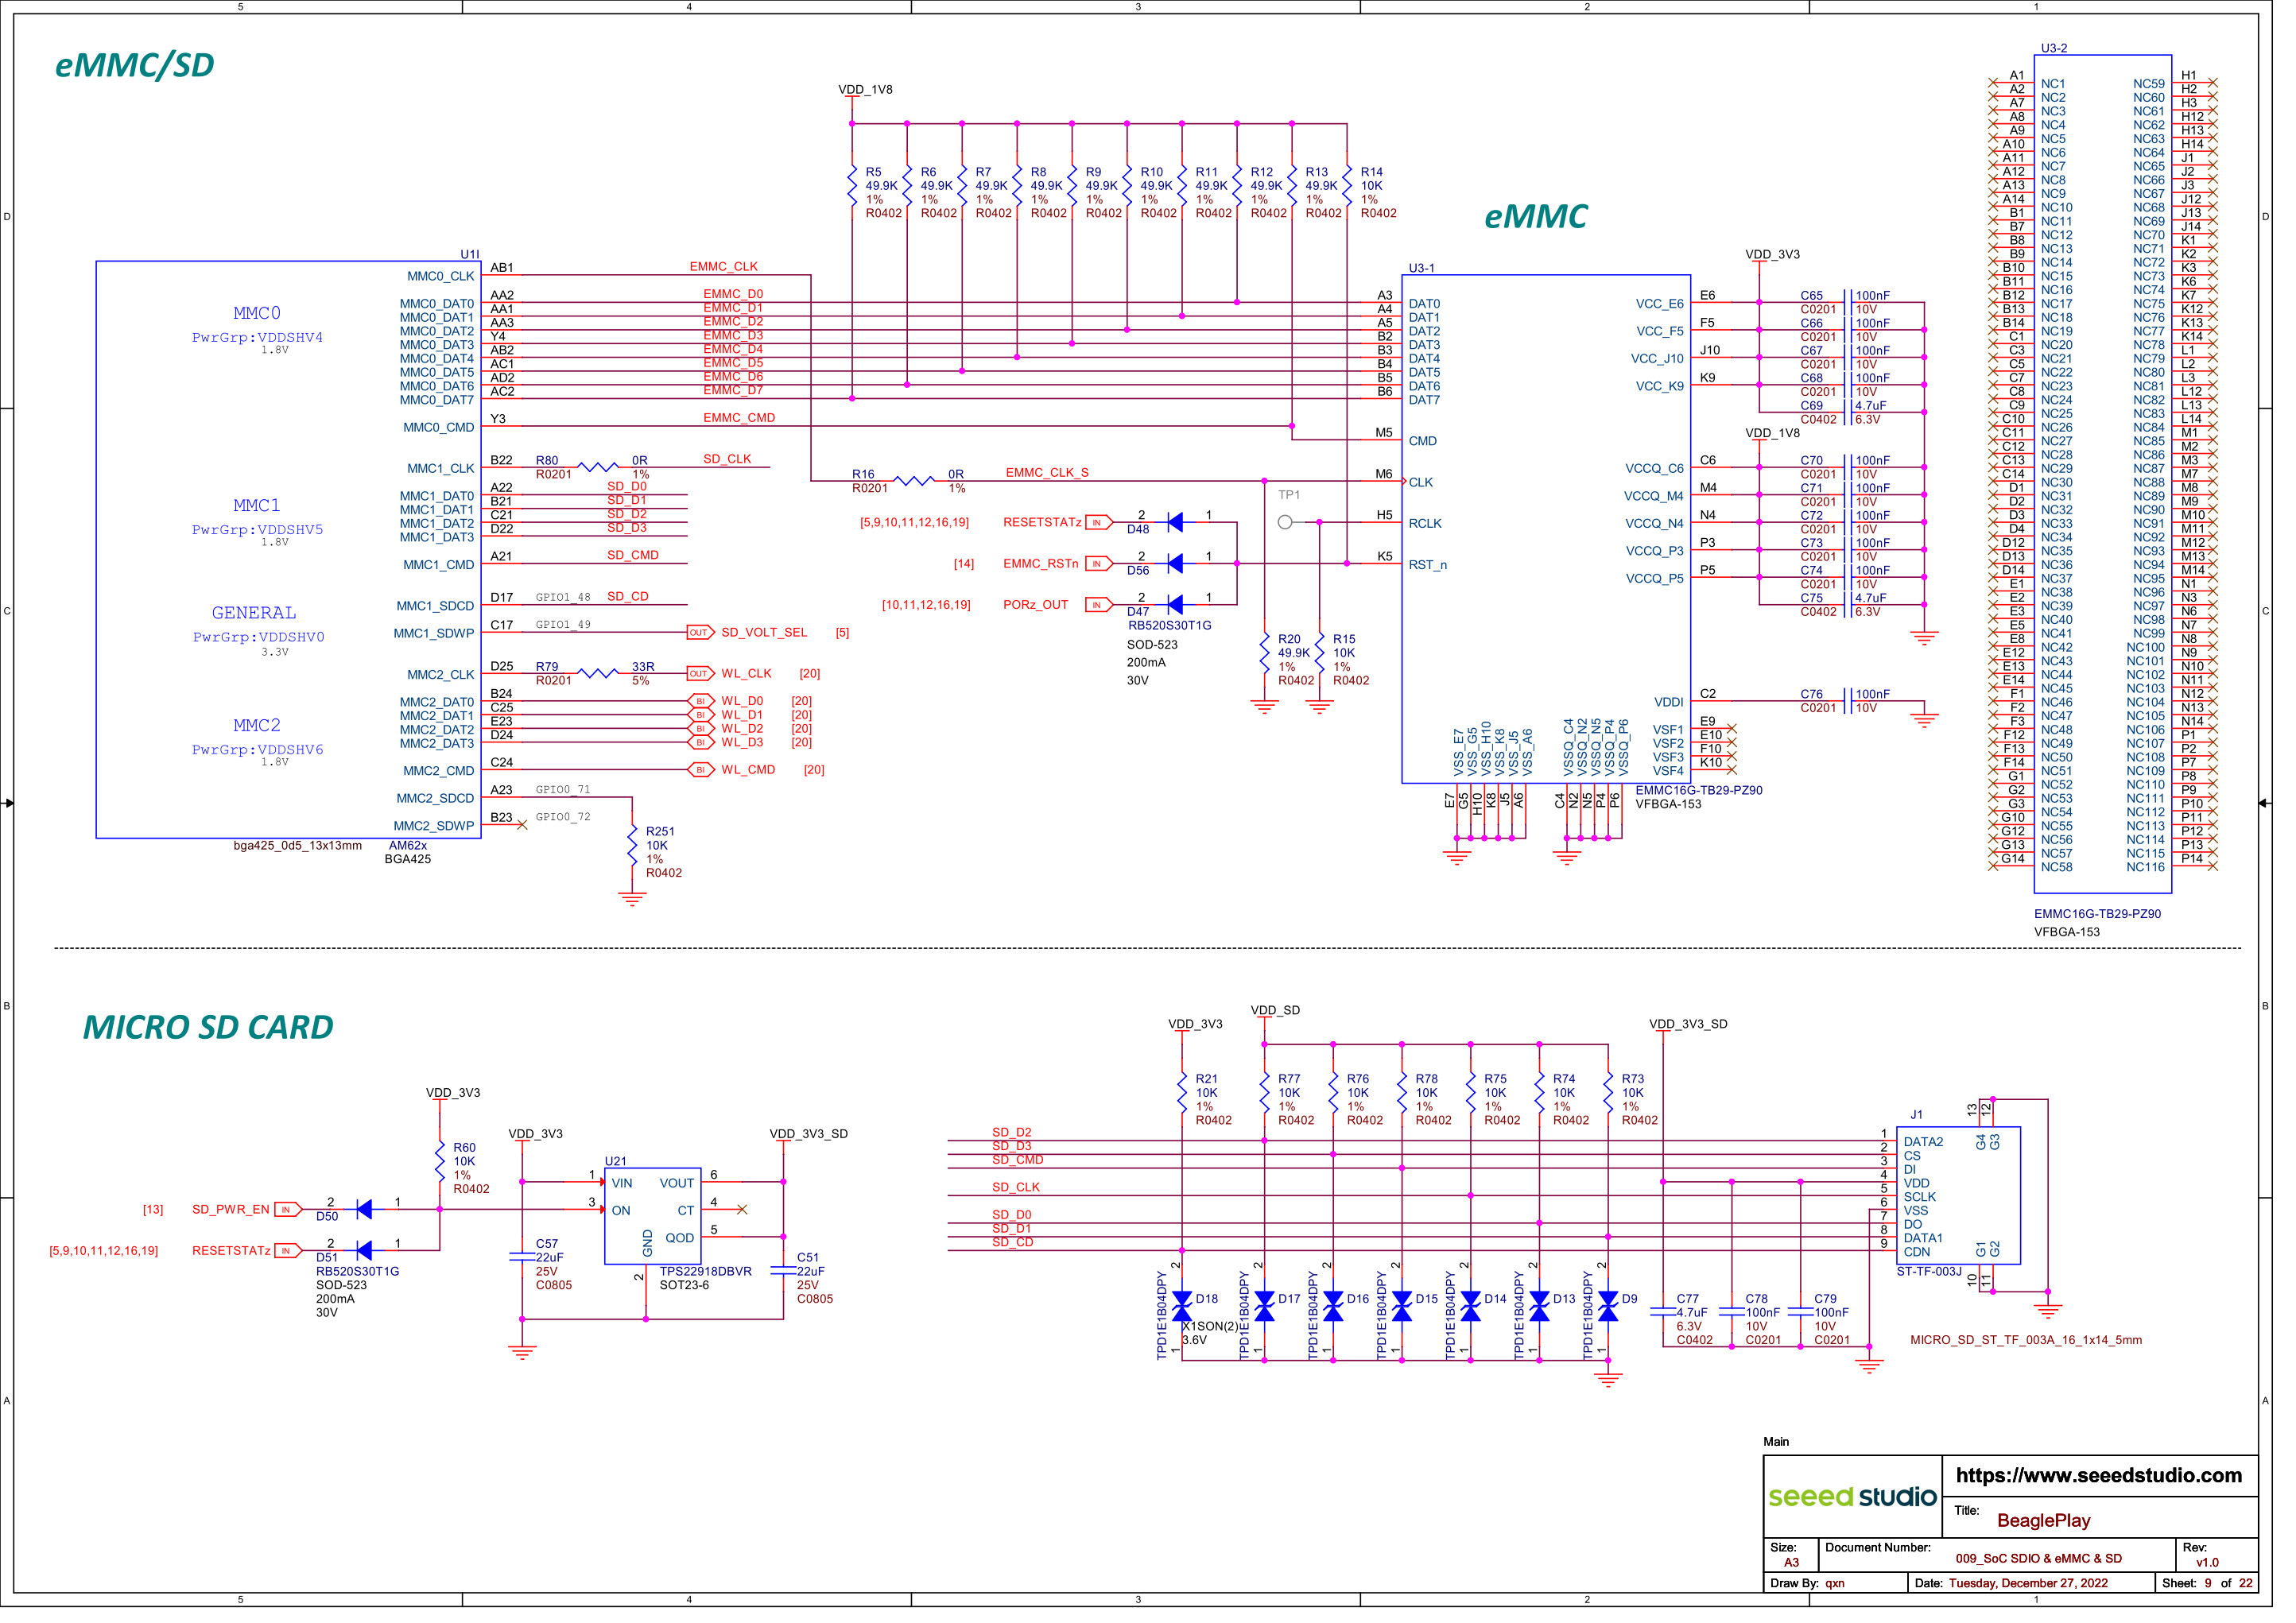 eMMC/SD
VDD_1V8
R5 49.9K 1% R0402
R6 49.9K 1% R0402
R7 49.9K 1% R0402
R8 49.9K 1% R0402
R9 49.9K 1% R0402
R10 49.9K 1% R0402
R11 49.9K 1% R0402
R12 49.9K 1% R0402
R13 49.9K 1% R0402
R14 10K 1% R0402
eMMC
U1I
MMC0
PwrGrp:VDDSHV4
1.8V
MMC0_CLK AB1 EMMC_CLK
MMC0_DAT0 AA2 EMMC_D0
MMC0_DAT1 AA1 EMMC_D1
MMC0_DAT2 AA3 EMMC_D2
MMC0_DAT3 Y4 EMMC_D3
MMC0_DAT4 AB2 EMMC_D4
MMC0_DAT5 AC1 EMMC_D5
MMC0_DAT6 AD2 EMMC_D6
MMC0_DAT7 AC2 EMMC_D7
MMC0_CMD Y3 EMMC_CMD
MMC1
PwrGrp:VDDSHV5
1.8V
MMC1_CLK B22 R80 0R SD_CLK
R0201 1%
MMC1_DAT0 A22 SD_D0
MMC1_DAT1 B21 SD_D1
MMC1_DAT2 C21 SD_D2
MMC1_DAT3 D22 SD_D3
MMC1_CMD A21 SD_CMD
GENERAL
PwrGrp:VDDSHV0
3.3V
MMC1_SDCD D17 GPIO1_48 SD_CD
MMC1_SDWP C17 GPIO1_49 OUT SD_VOLT_SEL [5]
MMC2_CLK D25 R79 33R OUT WL_CLK [20]
R0201 5%
MMC2
PwrGrp:VDDSHV6
1.8V
MMC2_DAT0 B24 BI WL_D0 [20]
MMC2_DAT1 C25 BI WL_D1 [20]
MMC2_DAT2 E23 BI WL_D2 [20]
MMC2_DAT3 D24 BI WL_D3 [20]
MMC2_CMD C24 BI WL_CMD [20]
MMC2_SDCD A23 GPIO0_71
MMC2_SDWP B23 GPIO0_72
bga425_0d5_13x13mm AM62x
BGA425
R251 10K 1% R0402
R16 0R EMMC_CLK_S
R0201 1%
TP1
[5,9,10,11,12,16,19] RESETSTATz IN 2 D48 1
[14] EMMC_RSTn IN 2 D56 1
[10,11,12,16,19] PORz_OUT IN 2 D47 1
RB520S30T1G
SOD-523
200mA
30V
R20 49.9K 1% R0402
R15 10K 1% R0402
U3-1
A3 DAT0
A4 DAT1
A5 DAT2
B2 DAT3
B3 DAT4
B4 DAT5
B5 DAT6
B6 DAT7
M5 CMD
M6 CLK
H5 RCLK
K5 RST_n
VDD_3V3
VCC_E6 E6 C65 100nF C0201 10V
VCC_F5 F5 C66 100nF C0201 10V
VCC_J10 J10 C67 100nF C0201 10V
VCC_K9 K9 C68 100nF C0201 10V
C69 4.7uF C0402 6.3V
VDD_1V8
VCCQ_C6 C6 C70 100nF C0201 10V
VCCQ_M4 M4 C71 100nF C0201 10V
VCCQ_N4 N4 C72 100nF C0201 10V
VCCQ_P3 P3 C73 100nF C0201 10V
VCCQ_P5 P5 C74 100nF C0201 10V
C75 4.7uF C0402 6.3V
VDDI C2 C76 100nF C0201 10V
VSF1 E9
VSF2 E10
VSF3 F10
VSF4 K10
VSS_E7 VSS_G5 VSS_H10 VSS_K8 VSS_J5 VSS_A6
VSSQ_C4 VSSQ_N2 VSSQ_N5 VSSQ_P4 VSSQ_P6
E7 G5 H10 K8 J5 A6
C4 N2 N5 P4 P6
EMMC16G-TB29-PZ90
VFBGA-153
U3-2
A1 NC1 NC59 H1
A2 NC2 NC60 H2
A7 NC3 NC61 H3
A8 NC4 NC62 H12
A9 NC5 NC63 H13
A10 NC6 NC64 H14
A11 NC7 NC65 J1
A12 NC8 NC66 J2
A13 NC9 NC67 J3
A14 NC10 NC68 J12
B1 NC11 NC69 J13
B7 NC12 NC70 J14
B8 NC13 NC71 K1
B9 NC14 NC72 K2
B10 NC15 NC73 K3
B11 NC16 NC74 K6
B12 NC17 NC75 K7
B13 NC18 NC76 K12
B14 NC19 NC77 K13
C1 NC20 NC78 K14
C3 NC21 NC79 L1
C5 NC22 NC80 L2
C7 NC23 NC81 L3
C8 NC24 NC82 L12
C9 NC25 NC83 L13
C10 NC26 NC84 L14
C11 NC27 NC85 M1
C12 NC28 NC86 M2
C13 NC29 NC87 M3
C14 NC30 NC88 M7
D1 NC31 NC89 M8
D2 NC32 NC90 M9
D3 NC33 NC91 M10
D4 NC34 NC92 M11
D12 NC35 NC93 M12
D13 NC36 NC94 M13
D14 NC37 NC95 M14
E1 NC38 NC96 N1
E2 NC39 NC97 N3
E3 NC40 NC98 N6
E5 NC41 NC99 N7
E8 NC42 NC100 N8
E12 NC43 NC101 N9
E13 NC44 NC102 N10
E14 NC45 NC103 N11
F1 NC46 NC104 N12
F2 NC47 NC105 N13
F3 NC48 NC106 N14
F12 NC49 NC107 P1
F13 NC50 NC108 P2
F14 NC51 NC109 P7
G1 NC52 NC110 P8
G2 NC53 NC111 P9
G3 NC54 NC112 P10
G10 NC55 NC113 P11
G12 NC56 NC114 P12
G13 NC57 NC115 P13
G14 NC58 NC116 P14
EMMC16G-TB29-PZ90
VFBGA-153
MICRO SD CARD
VDD_3V3
R60 10K 1% R0402
[13] SD_PWR_EN IN 2 D50 1
[5,9,10,11,12,16,19] RESETSTATz IN 2 D51 1
RB520S30T1G
SOD-523
200mA
30V
VDD_3V3
C57 22uF 25V C0805
U21
1 VIN VOUT 6
3 ON CT 4
QOD 5
GND 2
TPS22918DBVR
SOT23-6
VDD_3V3_SD
C51 22uF 25V C0805
VDD_3V3 VDD_SD VDD_3V3_SD
R21 10K 1% R0402
R77 10K 1% R0402
R76 10K 1% R0402
R78 10K 1% R0402
R75 10K 1% R0402
R74 10K 1% R0402
R73 10K 1% R0402
SD_D2
SD_D3
SD_CMD
SD_CLK
SD_D0
SD_D1
SD_CD
TPD1E1B04DPY 2 1 D18
X1SON(2)
3.6V
TPD1E1B04DPY 2 1 D17
TPD1E1B04DPY 2 1 D16
TPD1E1B04DPY 2 1 D15
TPD1E1B04DPY 2 1 D14
TPD1E1B04DPY 2 1 D13
TPD1E1B04DPY 2 1 D9
C77 4.7uF 6.3V C0402
C78 100nF 10V C0201
C79 100nF 10V C0201
J1
1 DATA2
2 CS
3 DI
4 VDD
5 SCLK
6 VSS
7 DO
8 DATA1
9 CDN
13 12
G4 G3
G1 G2
10 11
ST-TF-003J
MICRO_SD_ST_TF_003A_16_1x14_5mm
Main
seeed studio
https://www.seeedstudio.com
Title:
BeaglePlay
Size:
A3
Document Number:
009_SoC SDIO & eMMC & SD
Rev:
v1.0
Draw By: qxn
Date: Tuesday, December 27, 2022
Sheet: 9 of 22
5 4 3 2 1
5 4 3 2 1
D C B A
D C B A